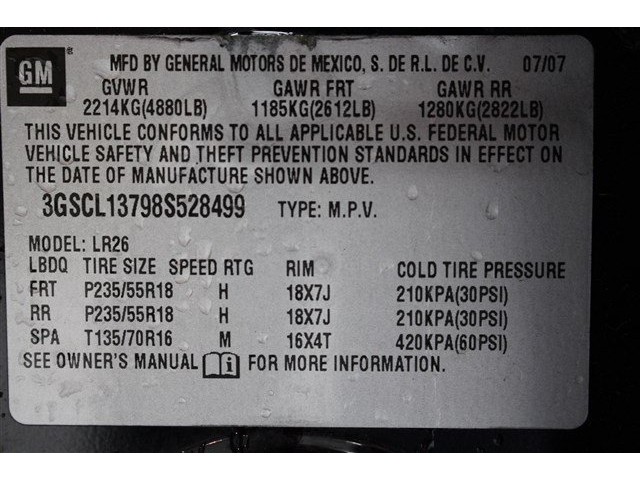 GM
MFD BY GENERAL MOTORS DE MEXICO, S. DE R.L. DE C.V. 07/07
GVWR GAWR FRT GAWR RR
2214KG(4880LB) 1185KG(2612LB) 1280KG(2822LB)
THIS VEHICLE CONFORMS TO ALL APPLICABLE U.S. FEDERAL MOTOR
VEHICLE SAFETY AND THEFT PREVENTION STANDARDS IN EFFECT ON
THE DATE OF MANUFACTURE SHOWN ABOVE.
3GSCL13798S528499 TYPE: M.P.V.
MODEL: LR26
LBDQ TIRE SIZE SPEED RTG RIM COLD TIRE PRESSURE
FRT P235/55R18 H 18X7J 210KPA(30PSI)
RR P235/55R18 H 18X7J 210KPA(30PSI)
SPA T135/70R16 M 16X4T 420KPA(60PSI)
SEE OWNER'S MANUAL i FOR MORE INFORMATION.